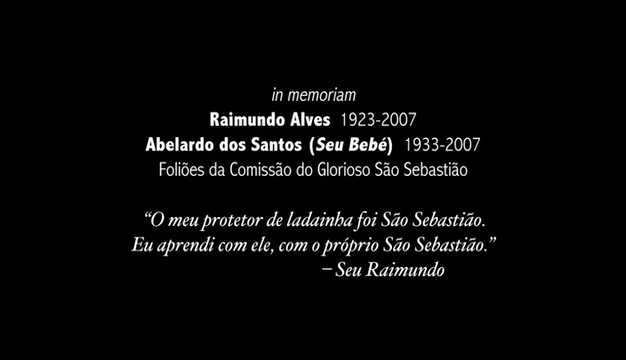 in memoriam
Raimundo Alves 1923-2007
Abelardo dos Santos (Seu Bebé) 1933-2007
Foliões da Comissão do Glorioso São Sebastião
“O meu protetor de ladainha foi São Sebastião.
Eu aprendi com ele, com o próprio São Sebastião.”
– Seu Raimundo